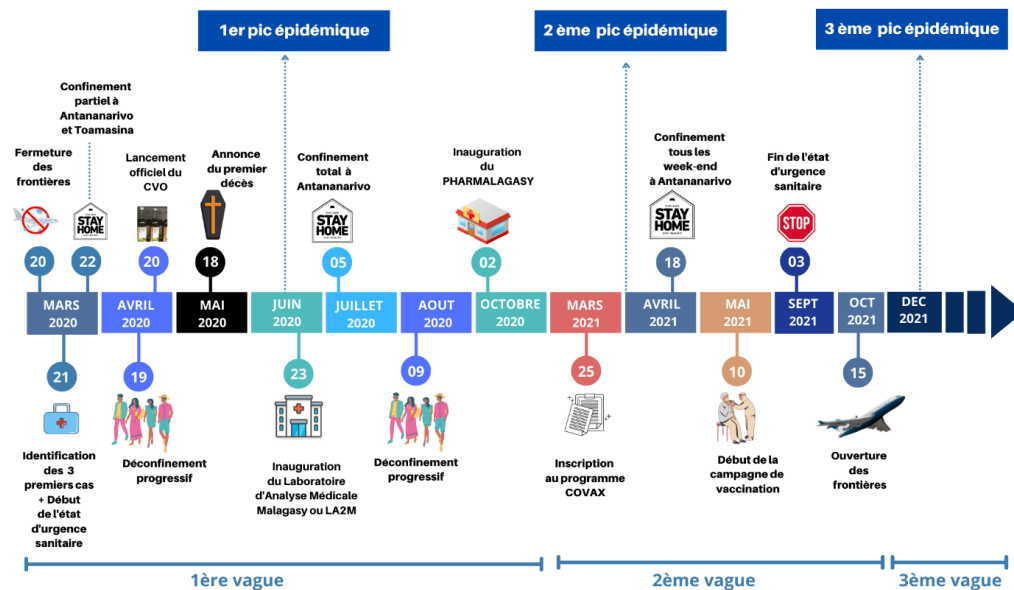 1er pic épidémique
2 ème pic épidémique
3 ème pic épidémique
Confinement
partiel à
Antananarivo
et Toamasina
Fermeture
des
frontières
Lancement
officiel du
CVO
Annonce
du premier
décès
Confinement
total à
Antananarivo
Inauguration
du
PHARMALAGASY
Confinement
tous les
week-end
à Antananarivo
Fin de l'état
d'urgence
sanitaire
STAY
HOME
STAY
HOME
STAY
HOME
STOP
20
22
20
18
05
02
18
03
MARS
2020
AVRIL
2020
MAI
2020
JUIN
2020
JUILLET
2020
AOUT
2020
OCTOBRE
2020
MARS
2021
AVRIL
2021
MAI
2021
SEPT
2021
OCT
2021
DEC
2021
21
19
23
09
25
10
15
Identification
des 3
premiers cas
+ Début
de l'état
d'urgence
sanitaire
Déconfinement
progressif
Inauguration
du Laboratoire
d'Analyse Médicale
Malagasy ou LA2M
Déconfinement
progressif
Inscription
au programme
COVAX
Début de la
campagne de
vaccination
Ouverture
des
frontières
1ère vague
2ème vague
3ème vague